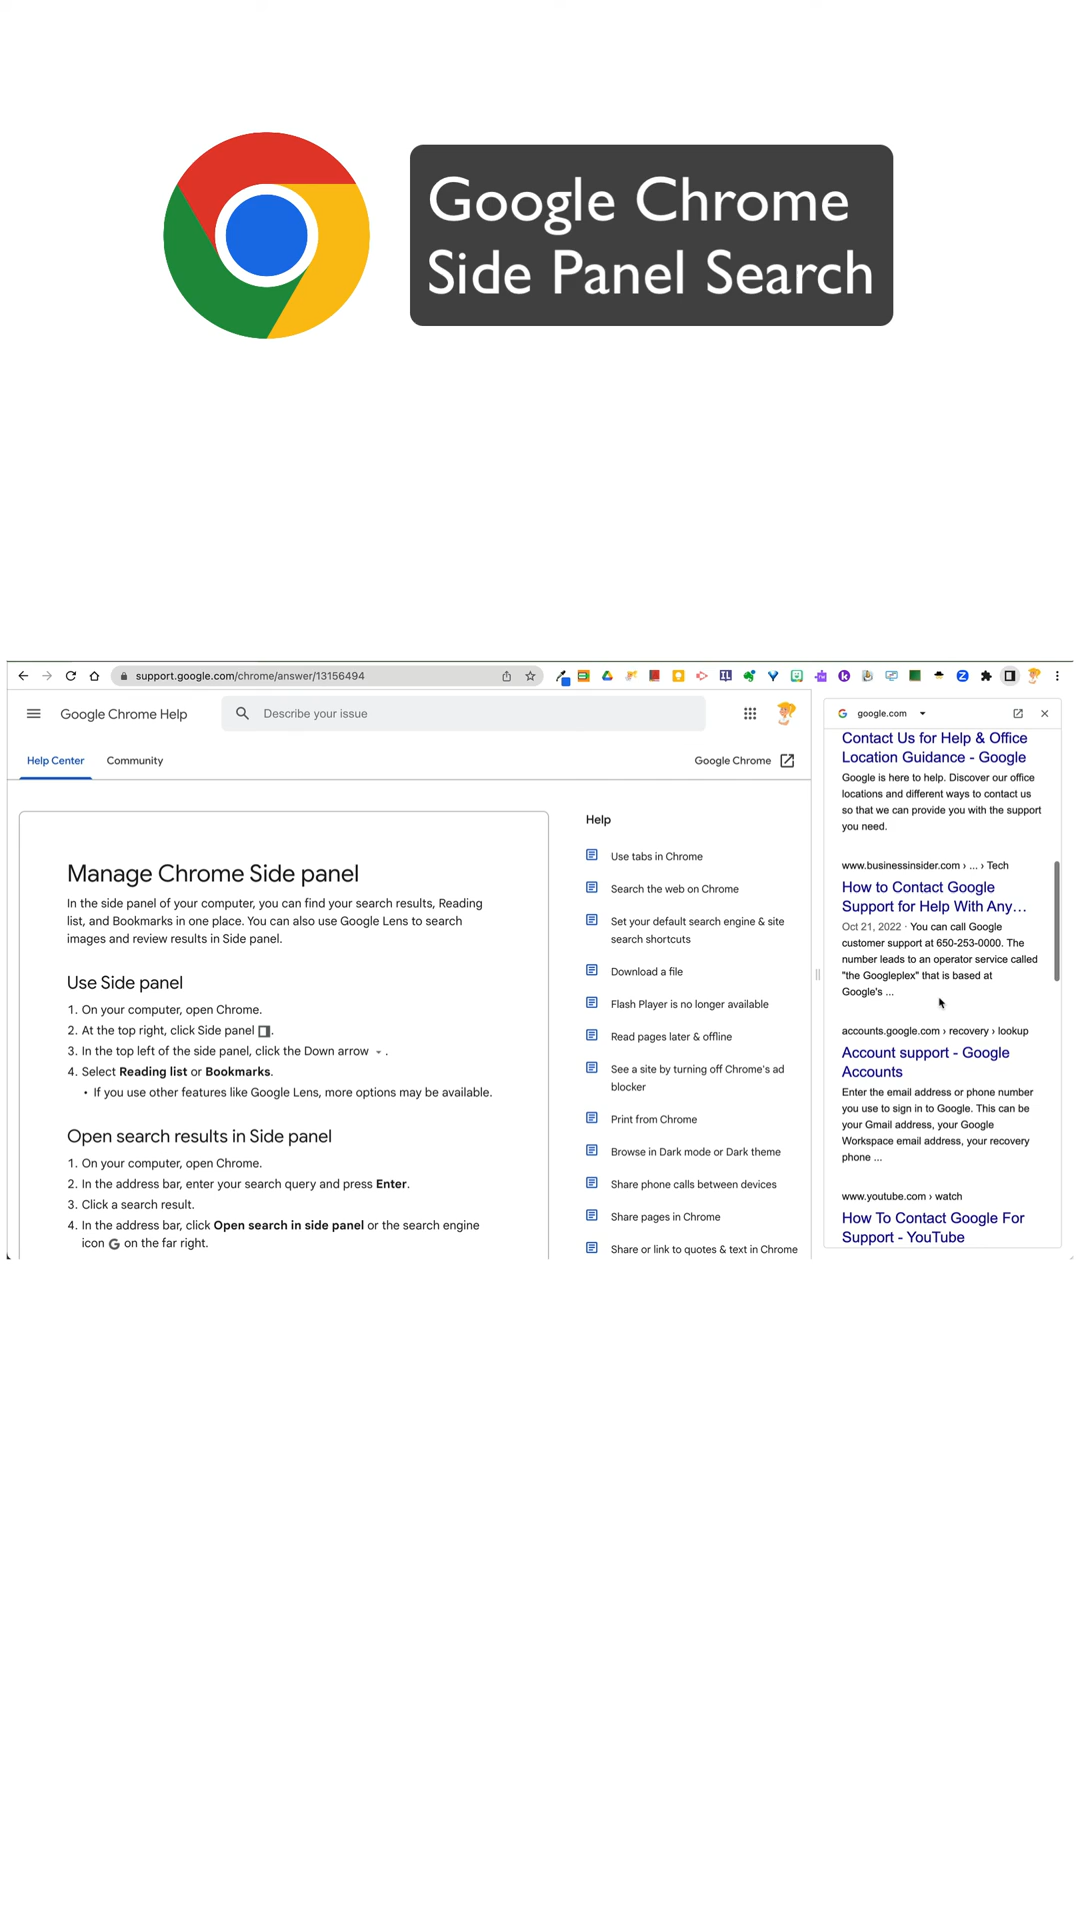 Google Chrome
Side Panel Search
support.google.com/chrome/answer/13156494
Google Chrome Help
Describe your issue
Help Center
Community
Google Chrome
Manage Chrome Side panel
In the side panel of your computer, you can find your search results, Reading
list, and Bookmarks in one place. You can also use Google Lens to search
images and review results in Side panel.
Use Side panel
1. On your computer, open Chrome.
2. At the top right, click Side panel .
3. In the top left of the side panel, click the Down arrow .
4. Select Reading list or Bookmarks.
• If you use other features like Google Lens, more options may be available.
Open search results in Side panel
1. On your computer, open Chrome.
2. In the address bar, enter your search query and press Enter.
3. Click a search result.
4. In the address bar, click Open search in side panel or the search engine
icon G on the far right.
Help
Use tabs in Chrome
Search the web on Chrome
Set your default search engine & site
search shortcuts
Download a file
Flash Player is no longer available
Read pages later & offline
See a site by turning off Chrome's ad
blocker
Print from Chrome
Browse in Dark mode or Dark theme
Share phone calls between devices
Share pages in Chrome
Share or link to quotes & text in Chrome
G google.com
Contact Us for Help & Office
Location Guidance - Google
Google is here to help. Discover our office
locations and different ways to contact us
so that we can provide you with the support
you need.
www.businessinsider.com › ... › Tech
How to Contact Google
Support for Help With Any...
Oct 21, 2022 · You can call Google
customer support at 650-253-0000. The
number leads to an operator service called
"the Googleplex" that is based at
Google's ...
accounts.google.com › recovery › lookup
Account support - Google
Accounts
Enter the email address or phone number
you use to sign in to Google. This can be
your Gmail address, your Google
Workspace email address, your recovery
phone ...
www.youtube.com › watch
How To Contact Google For
Support - YouTube